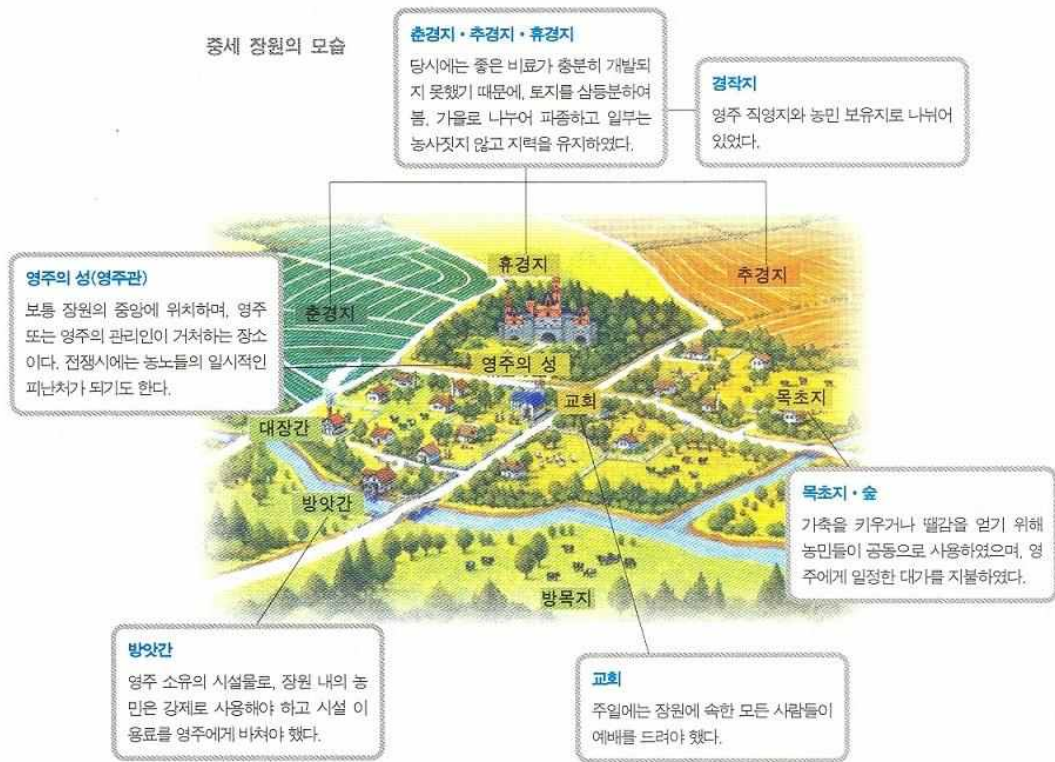 중세 장원의 모습
춘경지 • 추경지 • 휴경지
당시에는 좋은 비료가 충분히 개발되
지 못했기 때문에, 토지를 삼등분하여
봄, 가을로 나누어 파종하고 일부는
농사짓지 않고 지력을 유지하였다.
경작지
영주 직영지와 농민 보유지로 나뉘어
있었다.
영주의 성(영주관)
보통 장원의 중앙에 위치하며, 영주
또는 영주의 관리인이 거처하는 장소
이다. 전쟁시에는 농노들의 일시적인
피난처가 되기도 한다.
휴경지
추경지
춘경지
영주의 성
교회
목초지
대장간
방앗간
방목지
목초지 • 숲
가축을 키우거나 땔감을 얻기 위해
농민들이 공동으로 사용하였으며, 영
주에게 일정한 대가를 지불하였다.
방앗간
영주 소유의 시설물로, 장원 내의 농
민은 강제로 사용해야 하고 시설 이
용료를 영주에게 바쳐야 했다.
교회
주일에는 장원에 속한 모든 사람들이
예배를 드려야 했다.